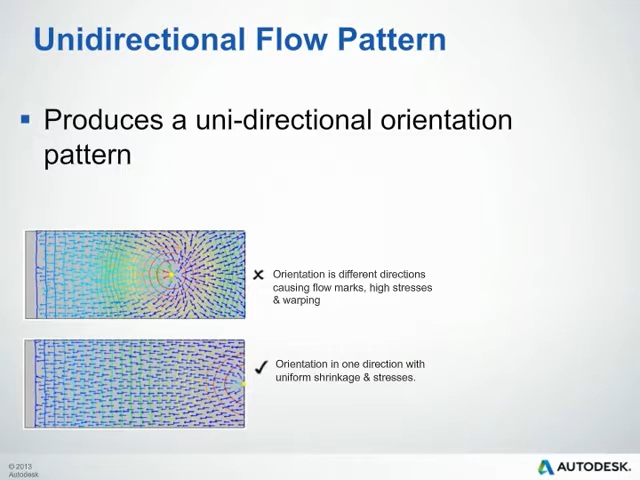 Unidirectional Flow Pattern
Produces a uni-directional orientation
pattern
Orientation is different directions
causing flow marks, high stresses
& warping
Orientation in one direction with
uniform shrinkage & stresses.
© 2013
Autodesk
AUTODESK.